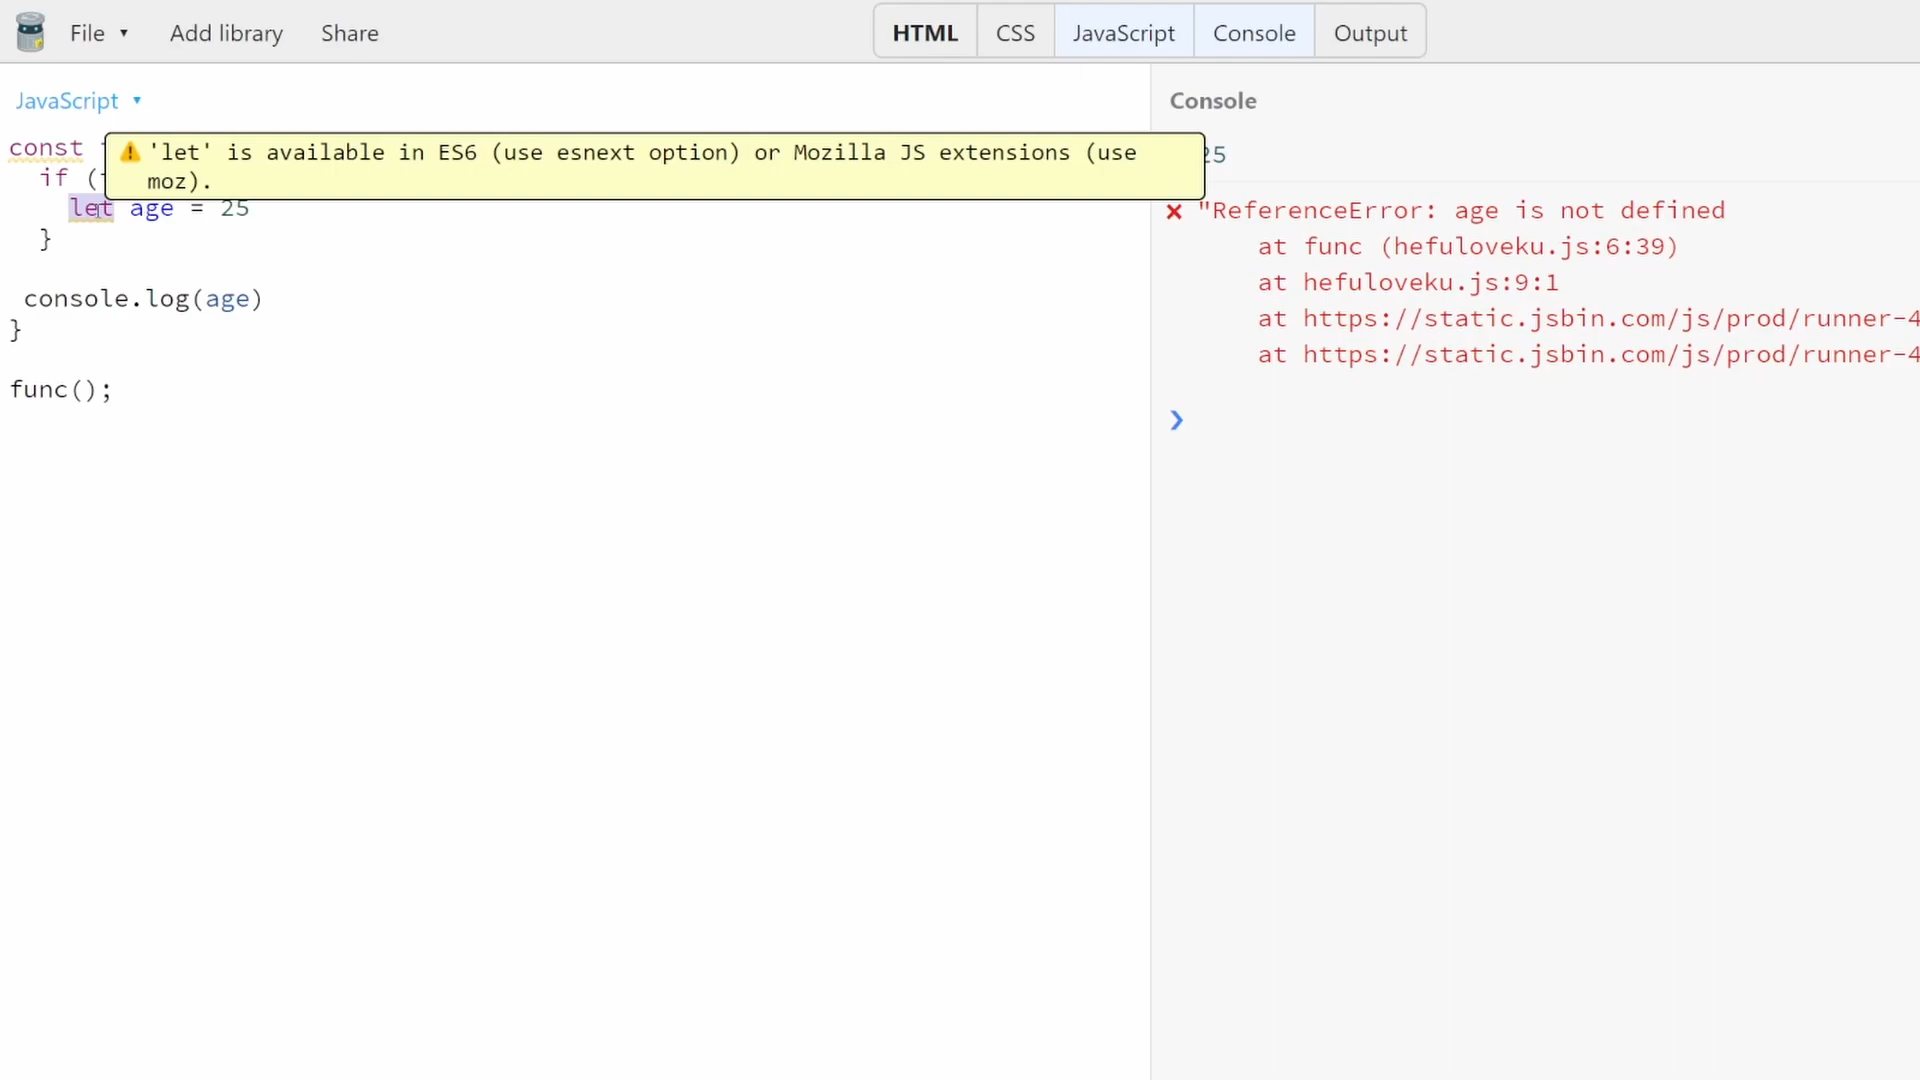 File ▼ Add library Share HTML CSS JavaScript Console Output
JavaScript ▼
Console
const
'let' is available in ES6 (use esnext option) or Mozilla JS extensions (use
moz).
25
if (
let age = 25
}
console.log(age)
}
func();
"ReferenceError: age is not defined
at func (hefuloveku.js:6:39)
at hefuloveku.js:9:1
at https://static.jsbin.com/js/prod/runner-4
at https://static.jsbin.com/js/prod/runner-4
❯